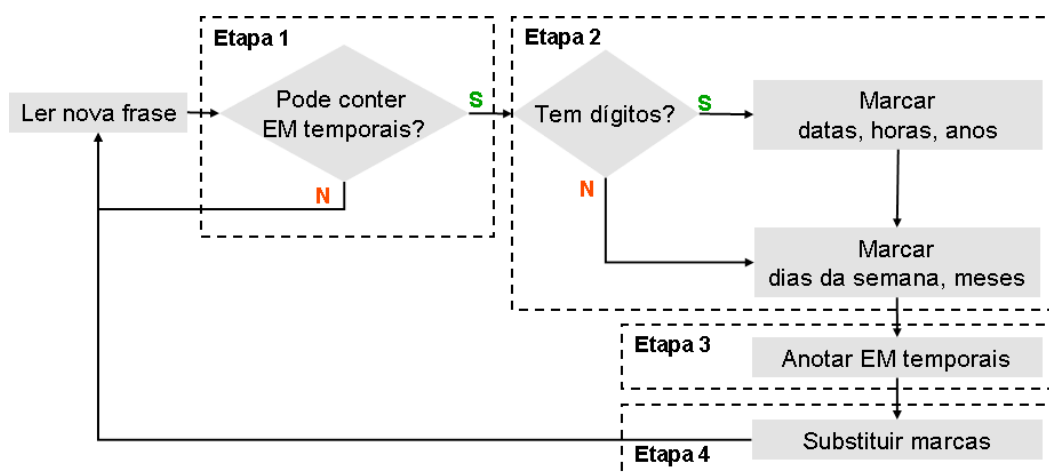 Etapa 1
Etapa 2
Ler nova frase
Pode conter
EM temporais?
S
N
Tem dígitos?
S
N
Marcar
datas, horas, anos
Marcar
dias da semana, meses
Etapa 3
Anotar EM temporais
Etapa 4
Substituir marcas